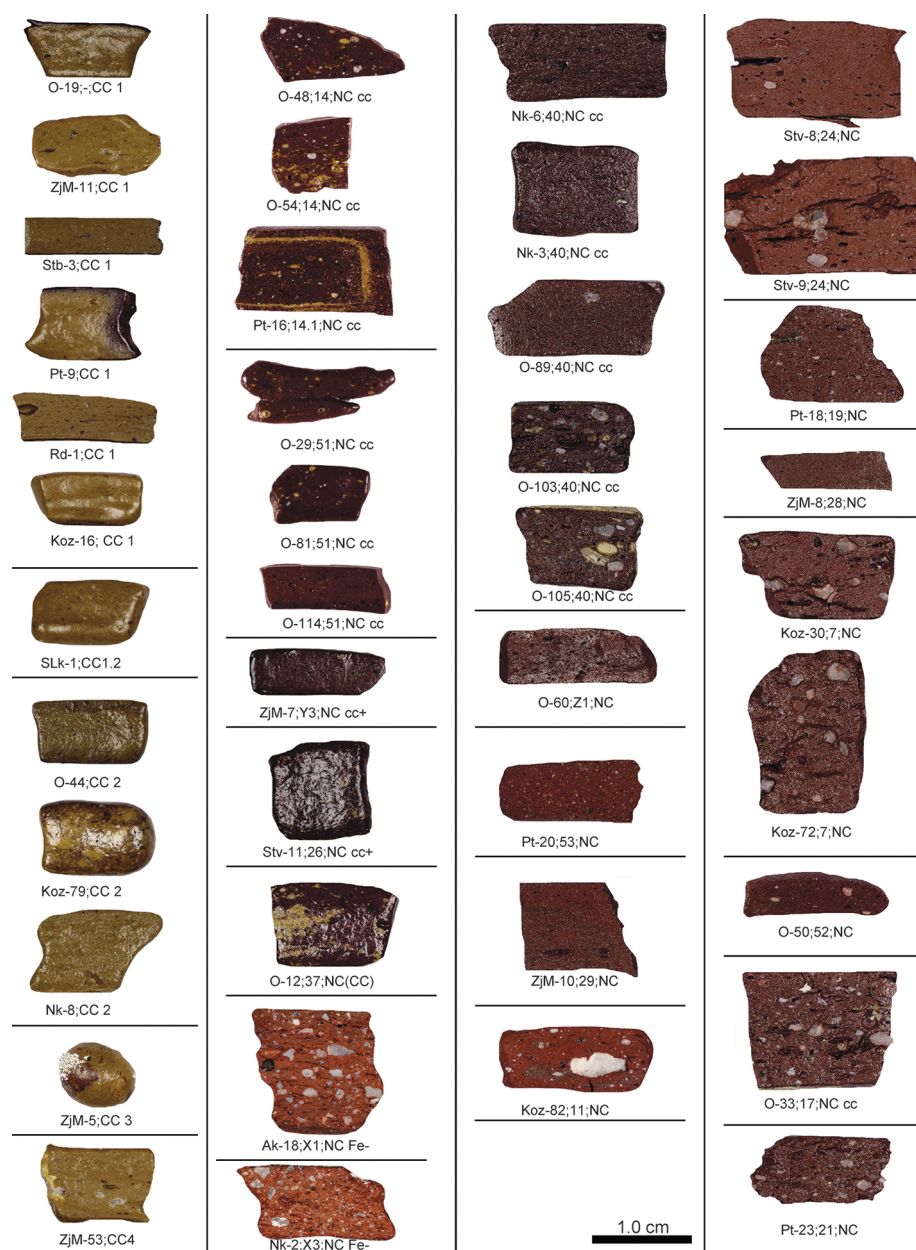 O-19;-;CC 1
ZjM-11;CC 1
Stb-3;CC 1
Pt-9;CC 1
Rd-1;CC 1
Koz-16; CC 1
SLk-1;CC1.2
O-44;CC 2
Koz-79;CC 2
Nk-8;CC 2
ZjM-5;CC 3
ZjM-53;CC4
O-48;14;NC cc
O-54;14;NC cc
Pt-16;14.1;NC cc
O-29;51;NC cc
O-81;51;NC cc
O-114;51;NC cc
ZjM-7;Y3;NC cc+
Stv-11;26;NC cc+
O-12;37;NC(CC)
Ak-18;X1;NC Fe-
Nk-2;X3;NC Fe-
Nk-6;40;NC cc
Nk-3;40;NC cc
O-89;40;NC cc
O-103;40;NC cc
O-105;40;NC cc
O-60;Z1;NC
Pt-20;53;NC
ZjM-10;29;NC
Koz-82;11;NC
1.0 cm
Stv-8;24;NC
Stv-9;24;NC
Pt-18;19;NC
ZjM-8;28;NC
Koz-30;7;NC
Koz-72;7;NC
O-50;52;NC
O-33;17;NC cc
Pt-23;21;NC